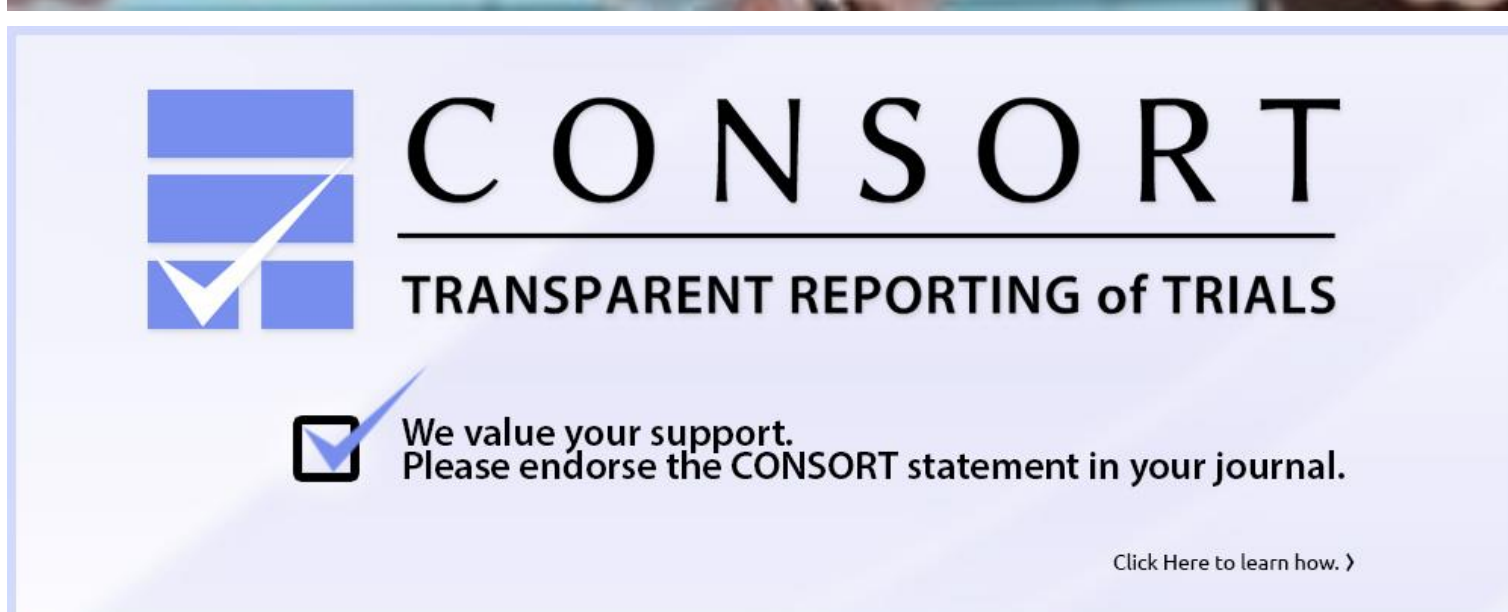 CONSORT
TRANSPARENT REPORTING of TRIALS
We value your support.
Please endorse the CONSORT statement in your journal.
Click Here to learn how. ❯